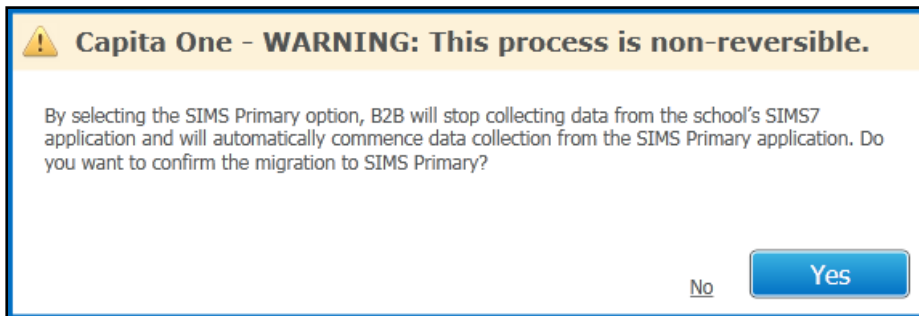 Capita One - WARNING: This process is non-reversible.
By selecting the SIMS Primary option, B2B will stop collecting data from the school's SIMS7
application and will automatically commence data collection from the SIMS Primary application. Do
you want to confirm the migration to SIMS Primary?
No
Yes